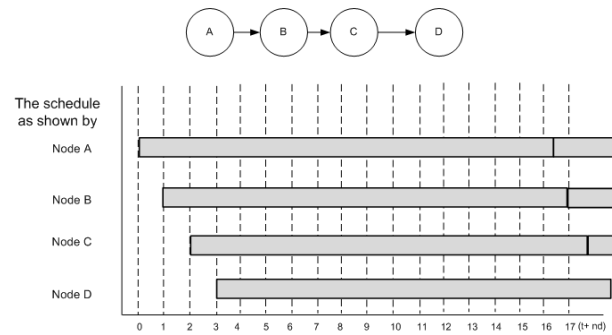 A B C D
The schedule
as shown by
Node A
Node B
Node C
Node D
0 1 2 3 4 5 6 7 8 9 10 11 12 13 14 15 16 17 (t+ nd)